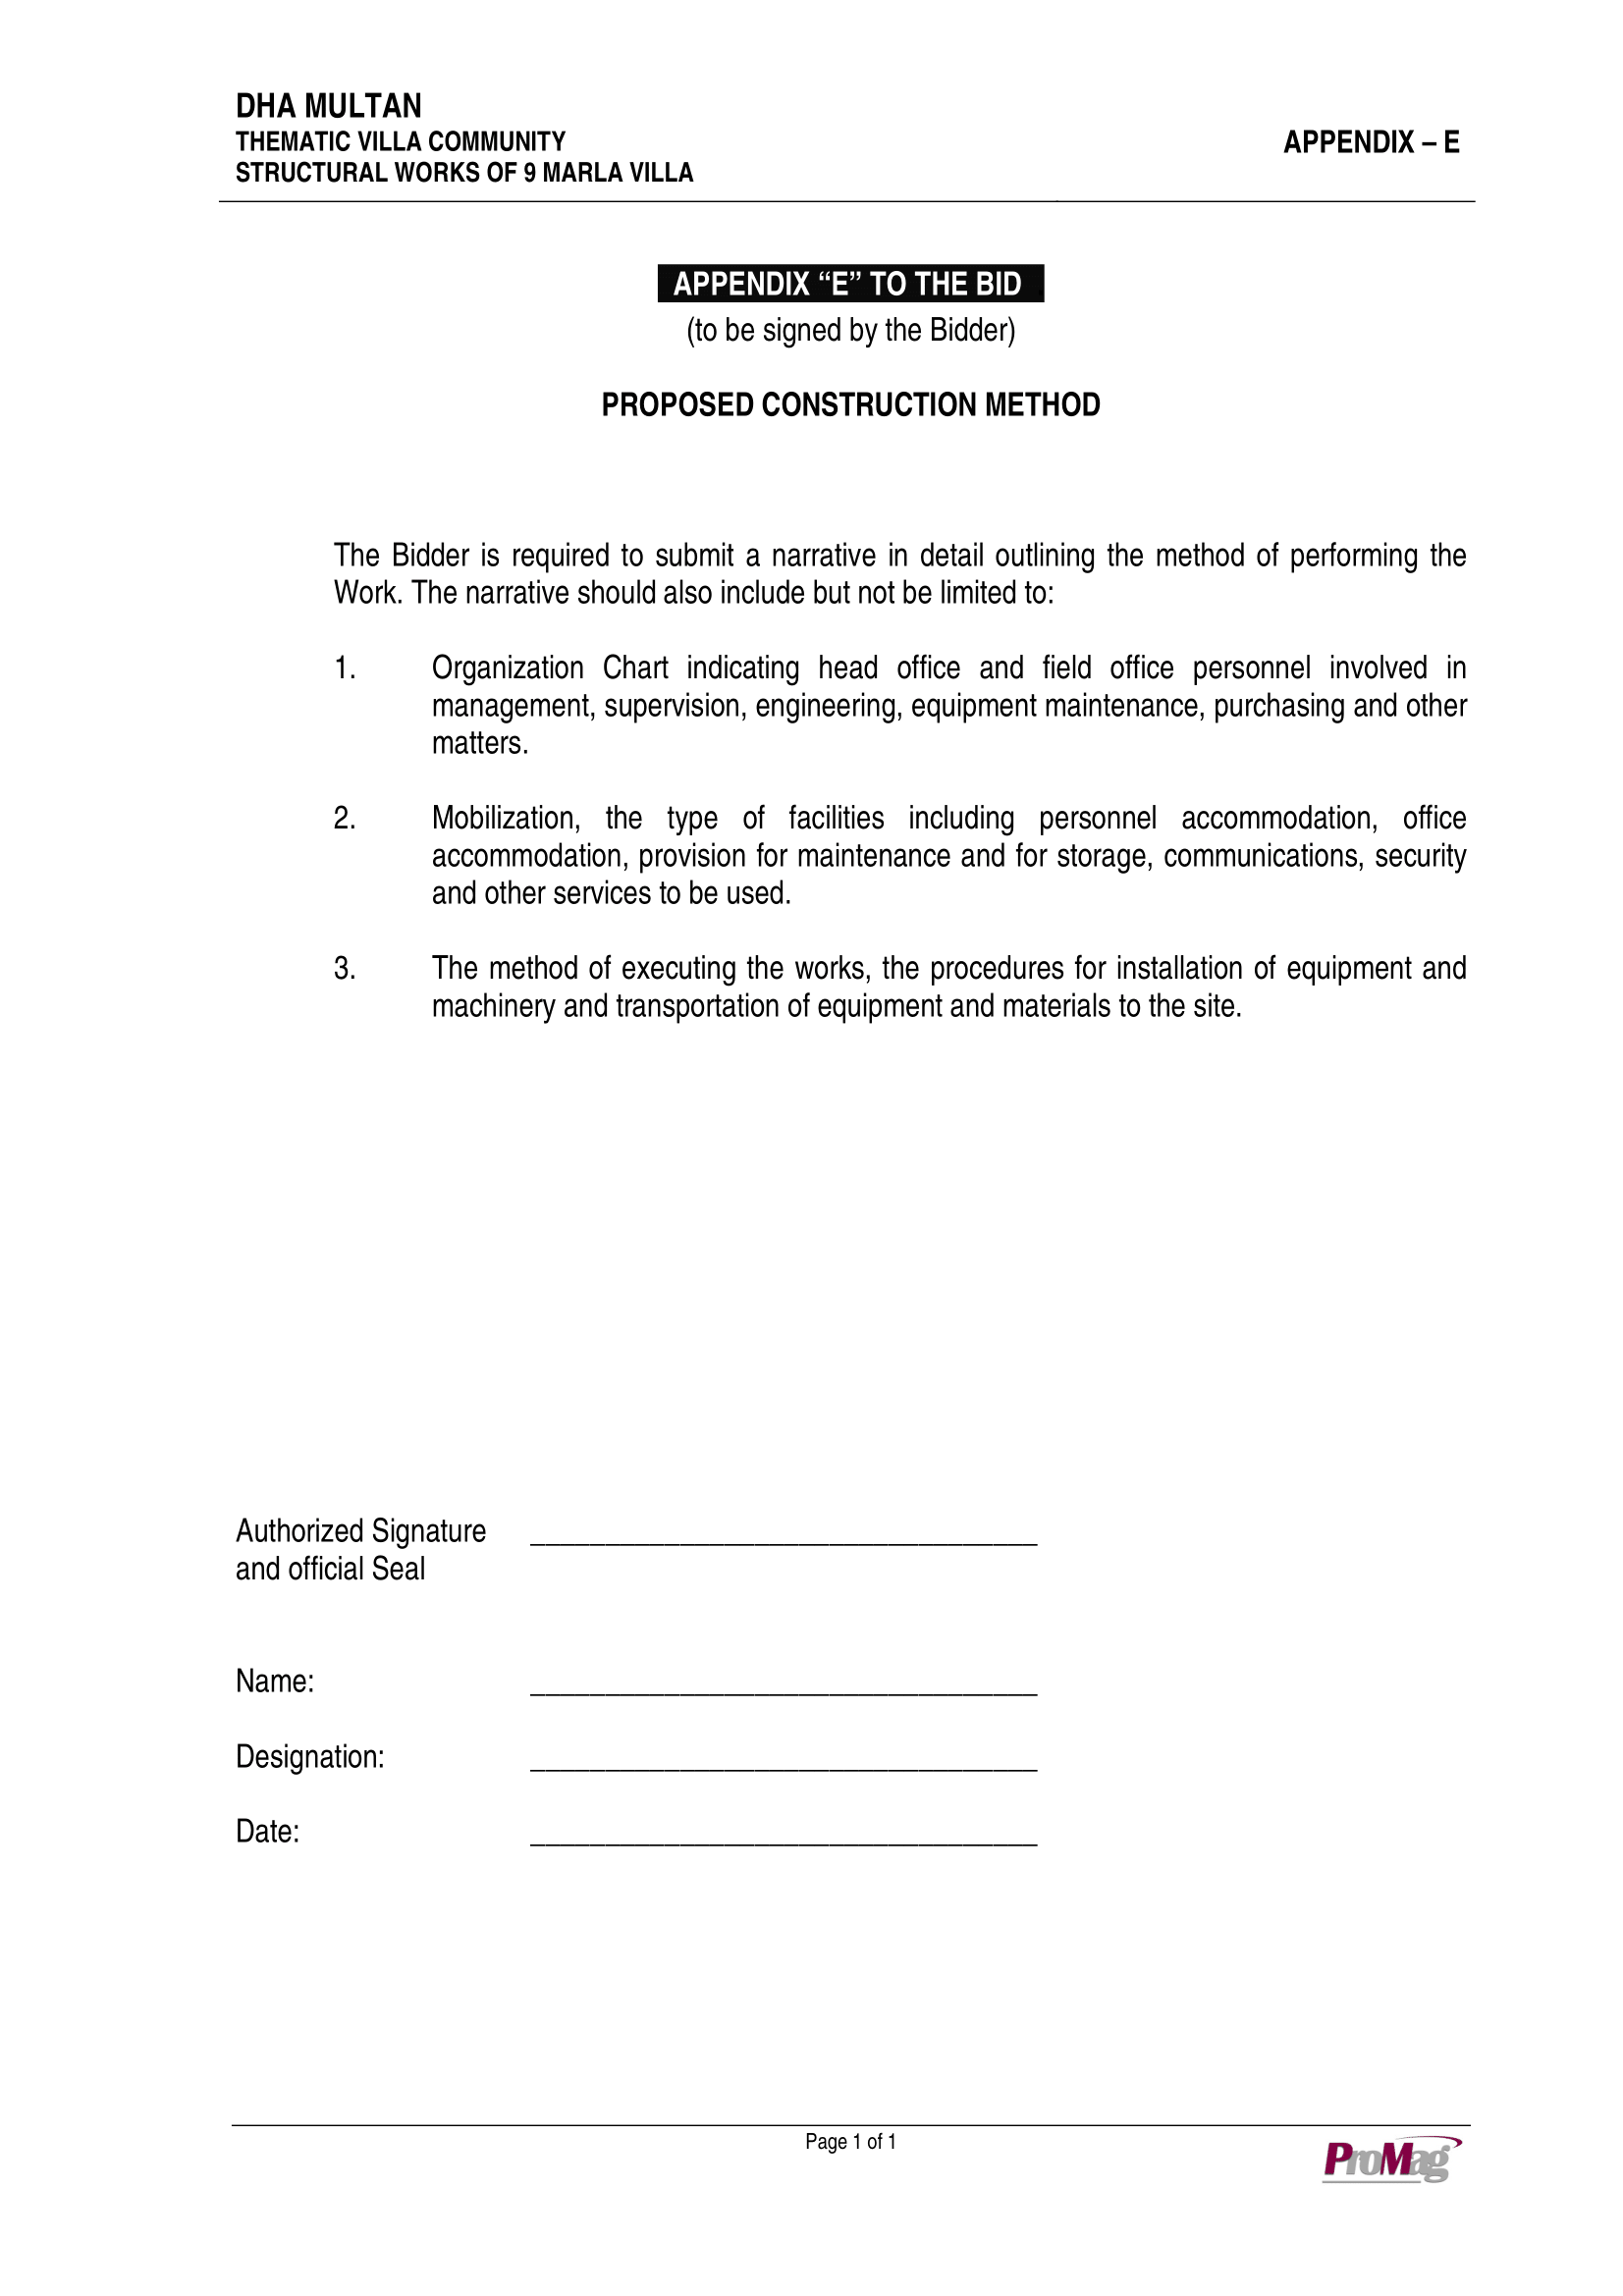 DHA MULTAN
THEMATIC VILLA COMMUNITY
APPENDIX – E
STRUCTURAL WORKS OF 9 MARLA VILLA
APPENDIX “E” TO THE BID
(to be signed by the Bidder)
PROPOSED CONSTRUCTION METHOD
The Bidder is required to submit a narrative in detail outlining the method of performing the
Work. The narrative should also include but not be limited to:
1. Organization Chart indicating head office and field office personnel involved in
management, supervision, engineering, equipment maintenance, purchasing and other
matters.
2. Mobilization, the type of facilities including personnel accommodation, office
accommodation, provision for maintenance and for storage, communications, security
and other services to be used.
3. The method of executing the works, the procedures for installation of equipment and
machinery and transportation of equipment and materials to the site.
Authorized Signature ________________________________
and official Seal
Name: ________________________________
Designation: ________________________________
Date: ________________________________
Page 1 of 1
ProMag